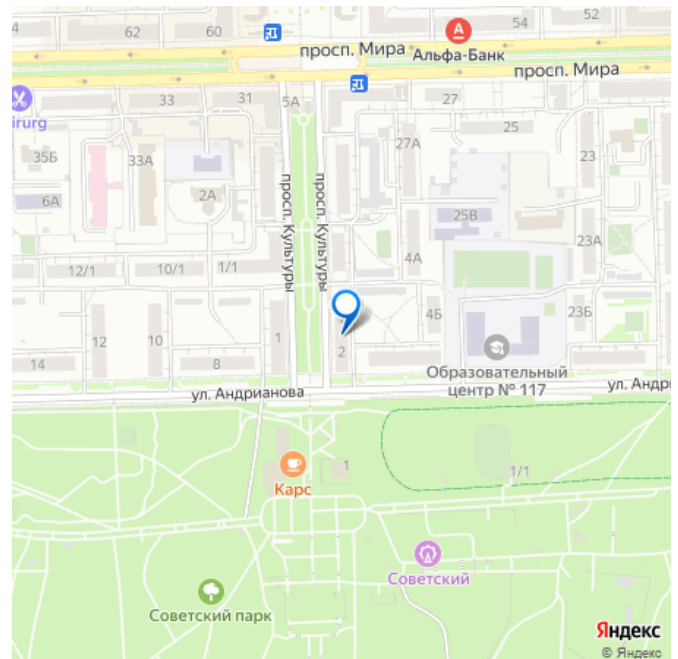 62
60
54
52
просп. Мира
Альфа-Банк
просп. Мира
irurg
33
31
5А
27
35Б
33А
27А
25
23
6А
2А
просп. Культуры
просп. Культуры
25В
23А
4А
12/1
10/1
1/1
4Б
23Б
14
12
10
8
1
2
Образовательный
центр № 117
ул. Андрианова
ул. Андр
Карс
1
1/1
Советский
Советский парк
Яндекс
© Яндекс